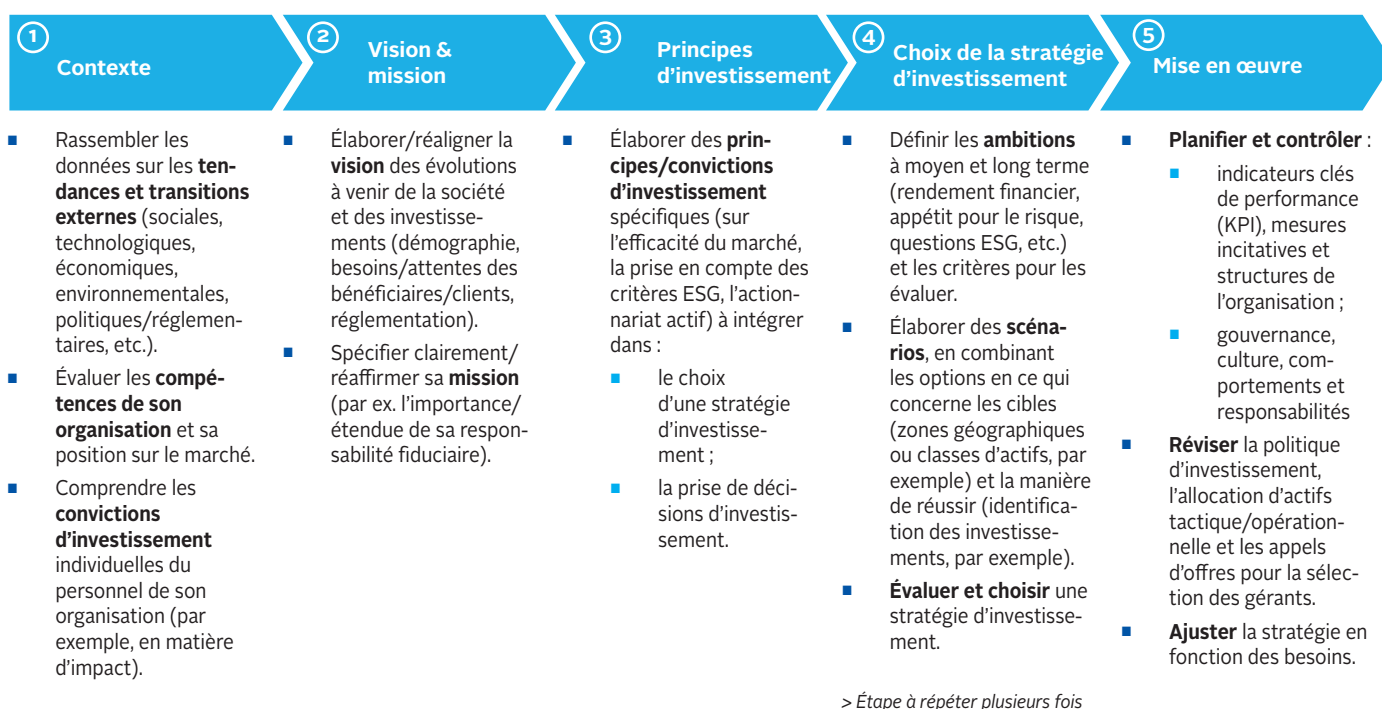 1
Contexte
■ Rassembler les
données sur les ten-
dances et transitions
externes (sociales,
technologiques,
économiques,
environnementales,
politiques/réglemen-
taires, etc.).
■ Évaluer les compé-
tences de son
organisation et sa
position sur le marché.
■ Comprendre les
convictions
d'investissement
individuelles du
personnel de son
organisation (par
exemple, en matière
d'impact).
2
Vision &
mission
■ Élaborer/réaligner la
vision des évolutions
à venir de la société
et des investisse-
ments (démographie,
besoins/attentes des
bénéficiaires/clients,
réglementation).
■ Spécifier clairement/
réaffirmer sa mission
(par ex. l'importance/
étendue de sa respon-
sabilité fiduciaire).
3
Principes
d'investissement
■ Élaborer des prin-
cipes/convictions
d'investissement
spécifiques (sur
l'efficacité du marché,
la prise en compte des
critères ESG, l'action-
nariat actif) à intégrer
dans :
■ le choix
d'une stratégie
d'investisse-
ment ;
■ la prise de déci-
sions d'investis-
sement.
4
Choix de la stratégie
d'investissement
■ Définir les ambitions
à moyen et long terme
(rendement financier,
appétit pour le risque,
questions ESG, etc.)
et les critères pour les
évaluer.
■ Élaborer des scéna-
rios, en combinant
les options en ce qui
concerne les cibles
(zones géographiques
ou classes d'actifs, par
exemple) et la manière
de réussir (identifica-
tion des investisse-
ments, par exemple).
■ Évaluer et choisir une
stratégie d'investisse-
ment.
> Étape à répéter plusieurs fois
5
Mise en œuvre
■ Planifier et contrôler :
■ indicateurs clés
de performance
(KPI), mesures
incitatives et
structures de
l'organisation ;
■ gouvernance,
culture, com-
portements et
responsabilités
■ Réviser la politique
d'investissement,
l'allocation d'actifs
tactique/opération-
nelle et les appels
d'offres pour la sélec-
tion des gérants.
■ Ajuster la stratégie en
fonction des besoins.